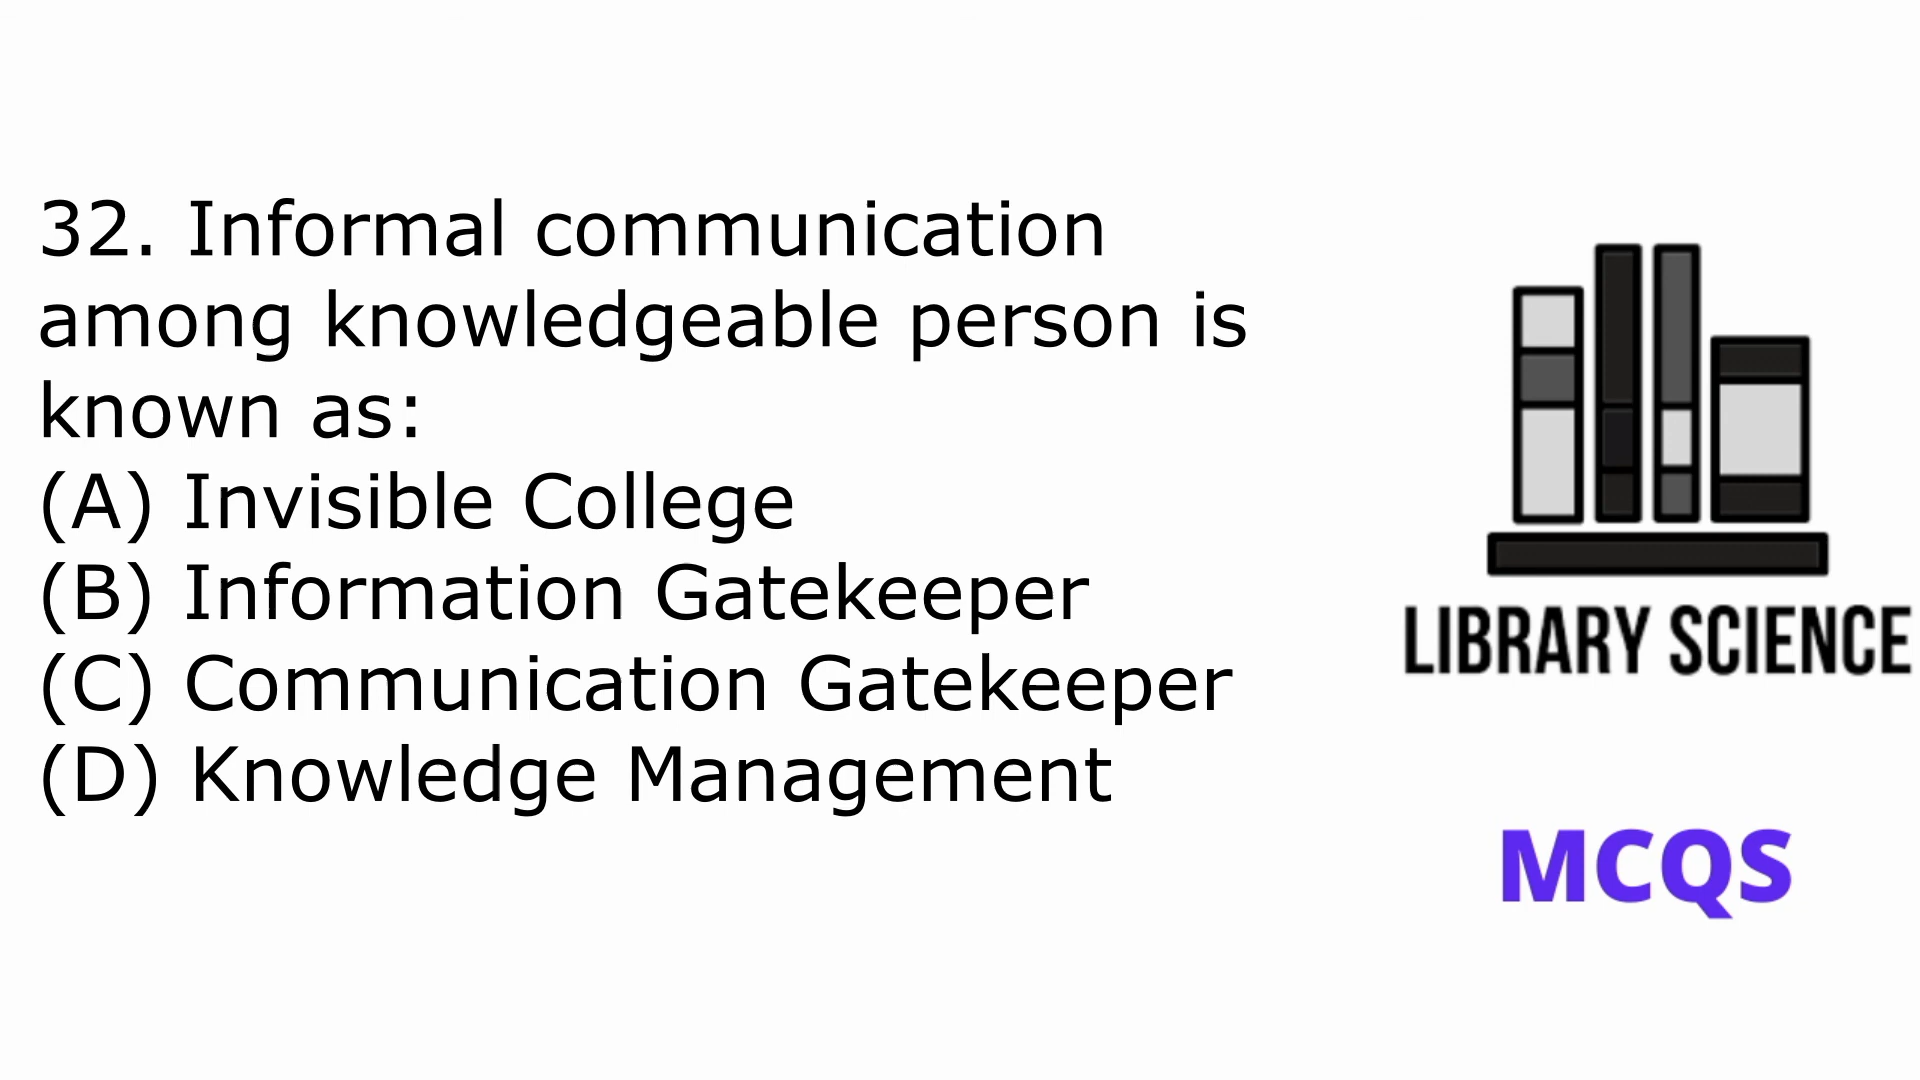 32. Informal communication
among knowledgeable person is
known as:
(A) Invisible College
(B) Information Gatekeeper
(C) Communication Gatekeeper
(D) Knowledge Management
LIBRARY SCIENCE
MCQS